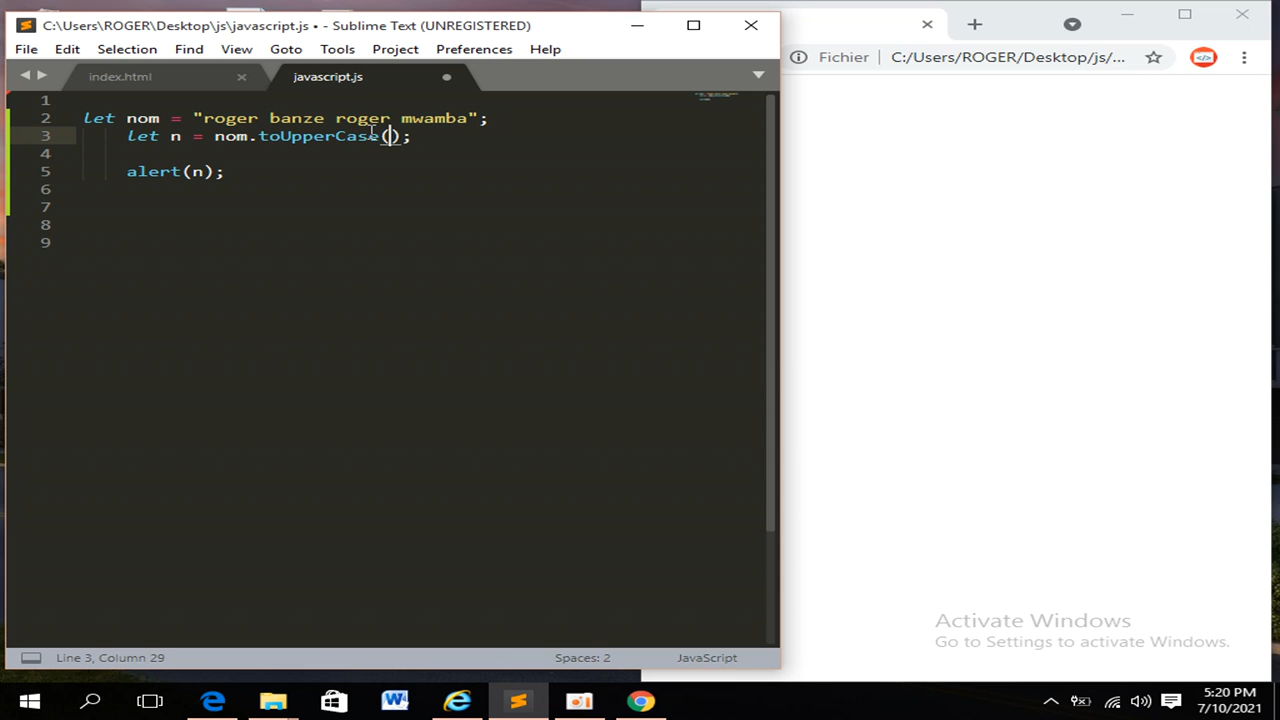 C:\Users\ROGER\Desktop\js\javascript.js • - Sublime Text (UNREGISTERED)
File Edit Selection Find View Goto Tools Project Preferences Help
index.html javascript.js
1
2 let nom = "roger banze roger mwamba";
3 let n = nom.toUpperCase();
4
5 alert(n);
6
7
8
9
Line 3, Column 29 Spaces: 2 JavaScript
Fichier C:/Users/ROGER/Desktop/js/...
Activate Windows
Go to Settings to activate Windows.
5:20 PM
7/10/2021